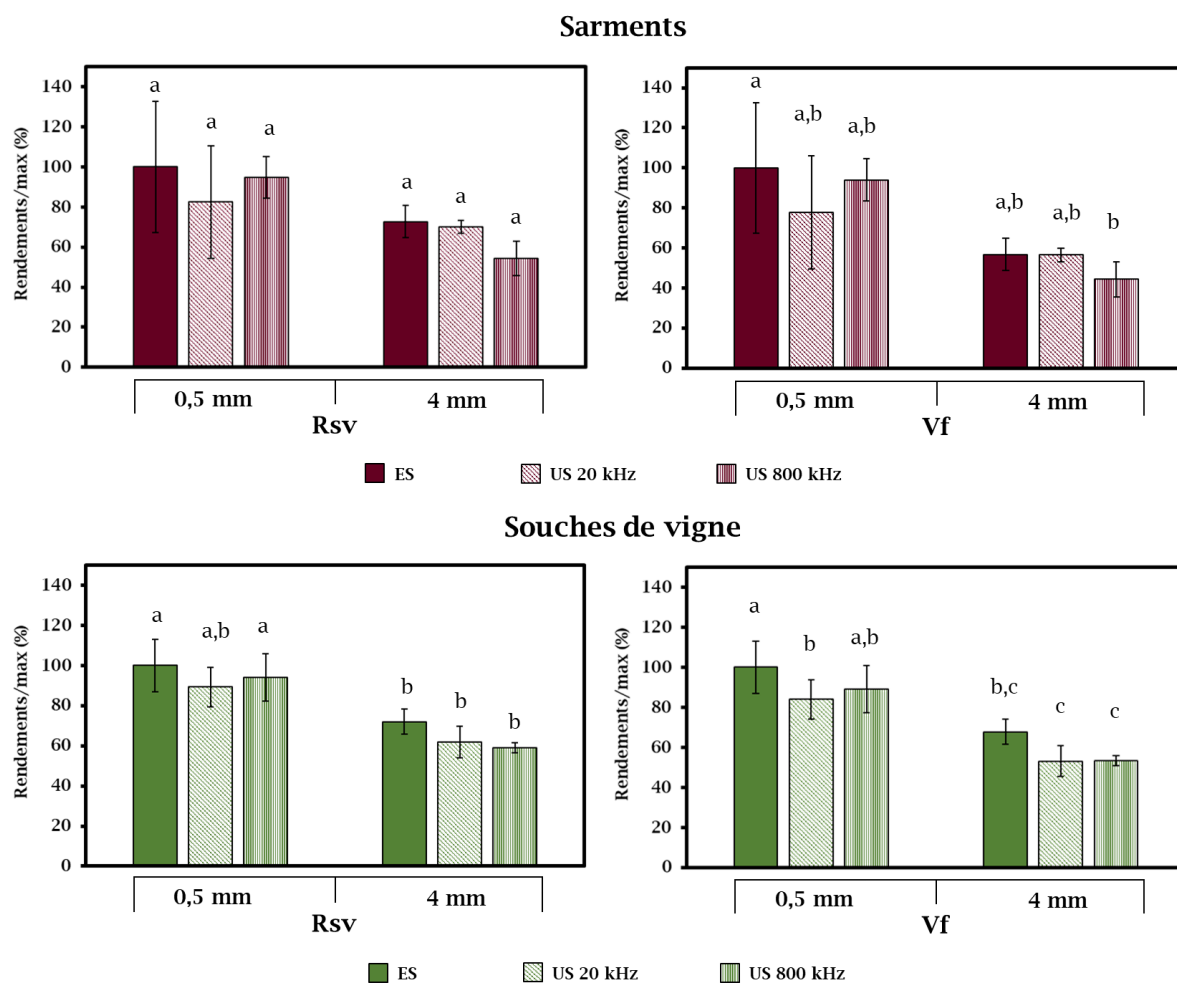 Sarments
Rendements/max (%)
140
120
100
80
60
40
20
0
a
a
a
a
a
a
0,5 mm
4 mm
Rsv
Rendements/max (%)
140
120
100
80
60
40
20
0
a
a,b
a,b
a,b
a,b
b
0,5 mm
4 mm
Vf
ES
US 20 kHz
US 800 kHz
Souches de vigne
Rendements/max (%)
140
120
100
80
60
40
20
0
a
a,b
a
b
b
b
0,5 mm
4 mm
Rsv
Rendements/max (%)
140
120
100
80
60
40
20
0
a
b
a,b
b,c
c
c
0,5 mm
4 mm
Vf
ES
US 20 kHz
US 800 kHz